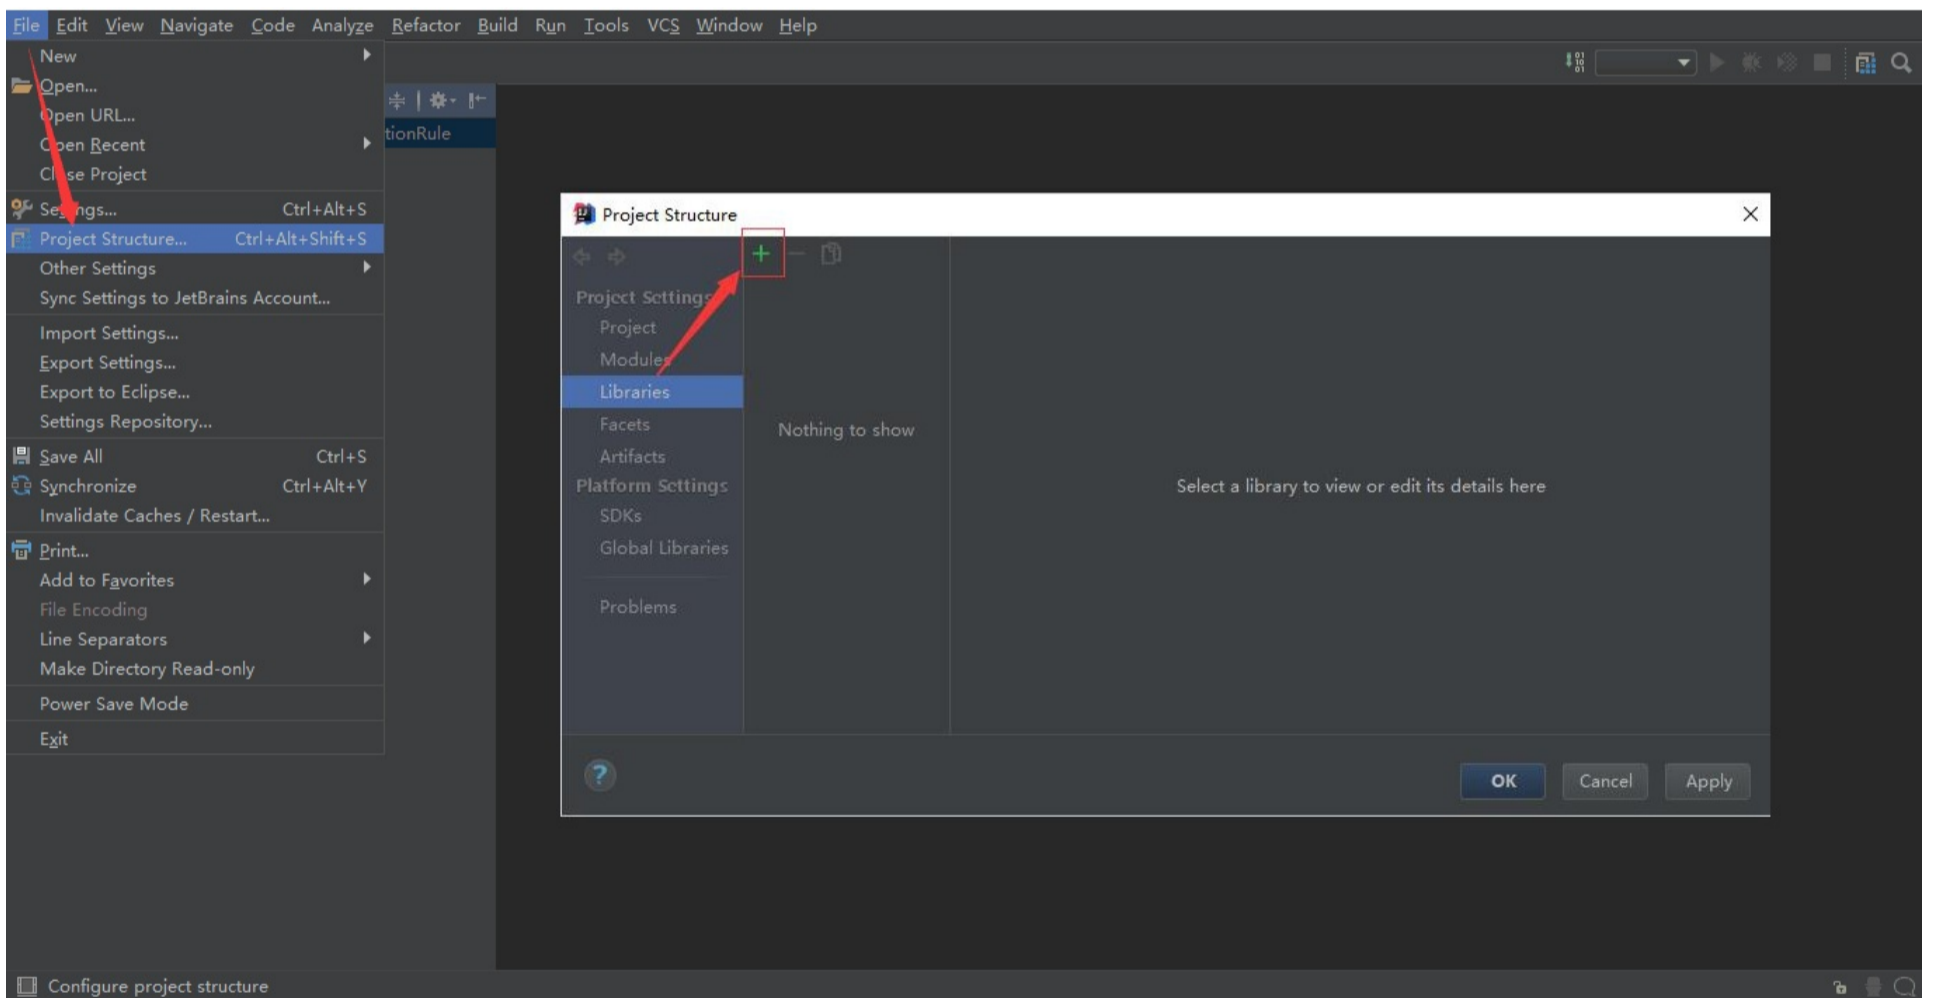 File Edit View Navigate Code Analyze Refactor Build Run Tools VCS Window Help
New
Open...
Open URL...
Open Recent
Close Project
Settings... Ctrl+Alt+S
Project Structure... Ctrl+Alt+Shift+S
Other Settings
Sync Settings to JetBrains Account...
Import Settings...
Export Settings...
Export to Eclipse...
Settings Repository...
Save All Ctrl+S
Synchronize Ctrl+Alt+Y
Invalidate Caches / Restart...
Print...
Add to Favorites
File Encoding
Line Separators
Make Directory Read-only
Power Save Mode
Exit
tionRule
Project Structure
Project Settings
Project
Modules
Libraries
Facets
Artifacts
Platform Settings
SDKs
Global Libraries
Problems
Nothing to show
Select a library to view or edit its details here
OK Cancel Apply
Configure project structure